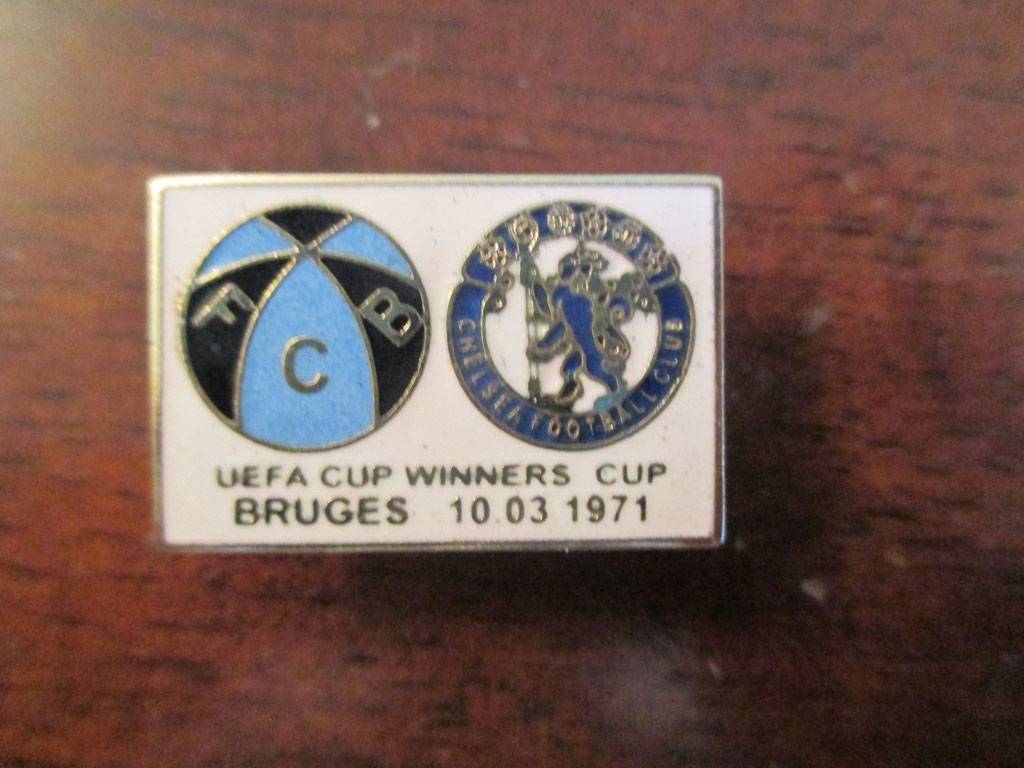 F C B
CHELSEA FOOTBALL CLUB
UEFA CUP WINNERS CUP
BRUGES 10.03 1971